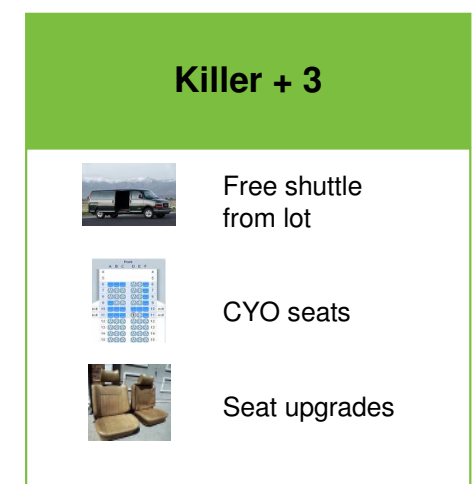 Killer + 3
Free shuttle
from lot
CYO seats
Seat upgrades